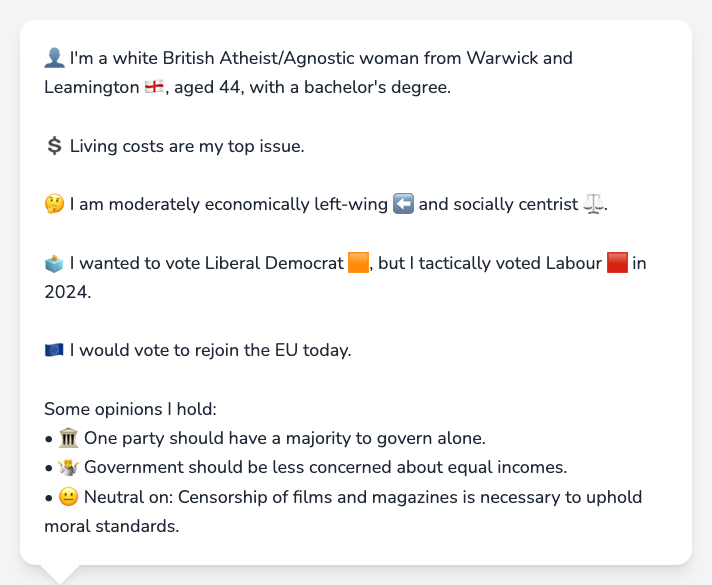 👤 I'm a white British Atheist/Agnostic woman from Warwick and
Leamington 🏴󠁧󠁢󠁥󠁮󠁧󠁿, aged 44, with a bachelor's degree.
💲 Living costs are my top issue.
🤔 I am moderately economically left-wing ⬅️ and socially centrist ⚖️.
🗳️ I wanted to vote Liberal Democrat 🟧, but I tactically voted Labour 🟥 in
2024.
🇪🇺 I would vote to rejoin the EU today.
Some opinions I hold:
• 🏛️ One party should have a majority to govern alone.
• 🤷 Government should be less concerned about equal incomes.
• 😐 Neutral on: Censorship of films and magazines is necessary to uphold
moral standards.